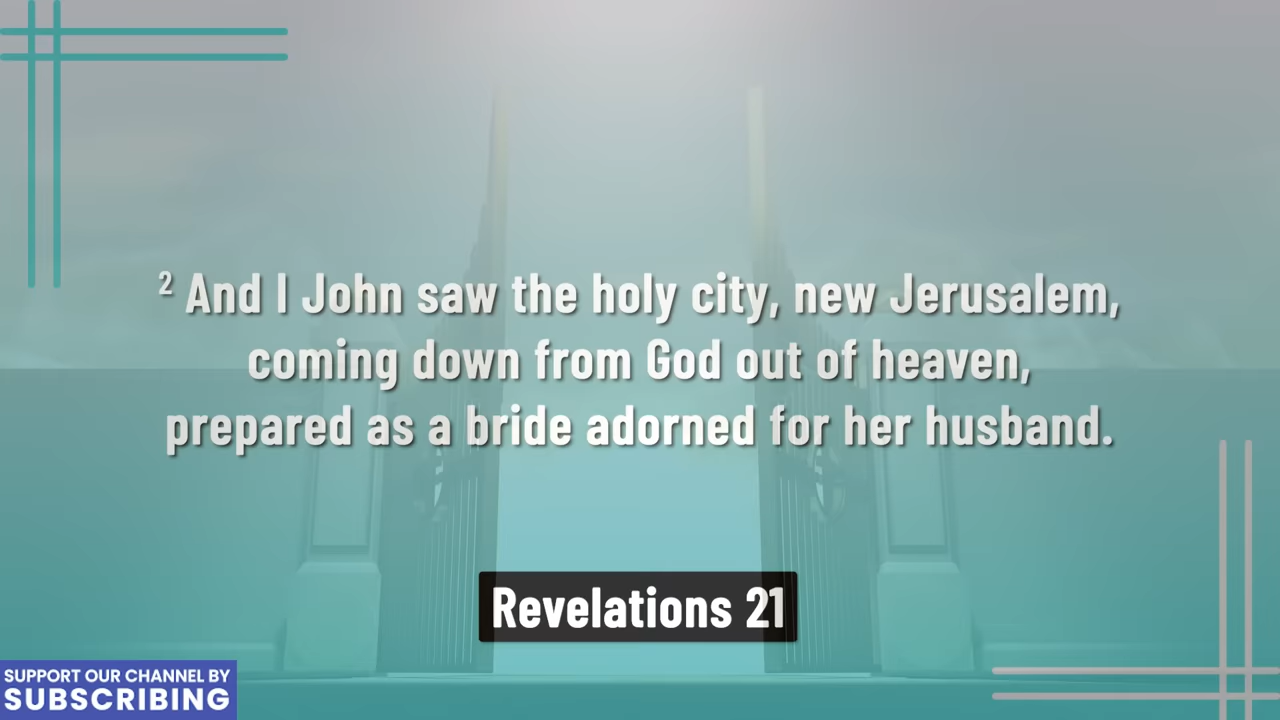 ² And I John saw the holy city, new Jerusalem,
coming down from God out of heaven,
prepared as a bride adorned for her husband.
Revelations 21
SUPPORT OUR CHANNEL BY
SUBSCRIBING